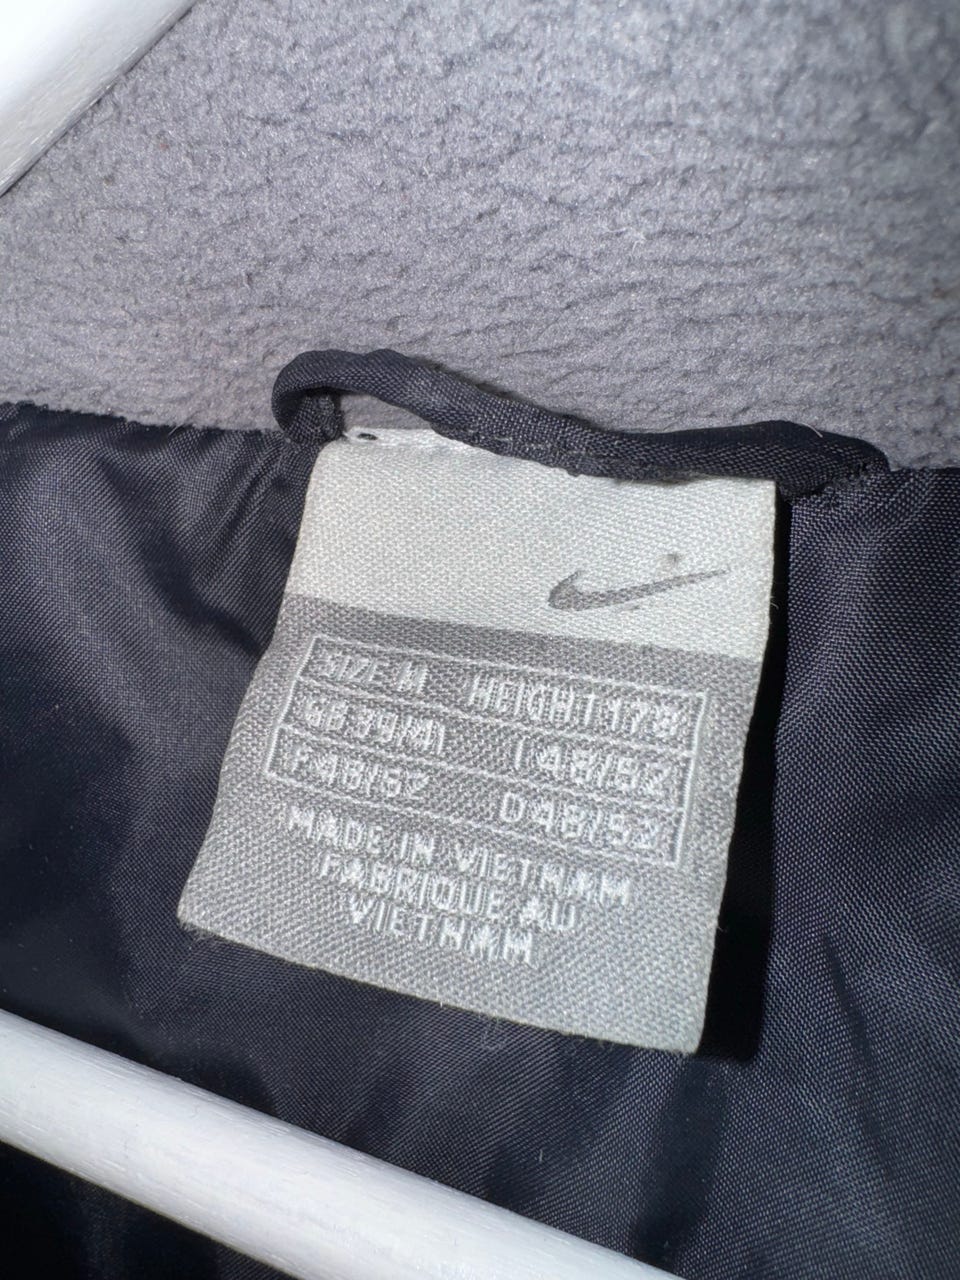 SIZE M HEIGHT 178
GB 39/41 I 48/52
F 48/52 D 48/52
MADE IN VIETNAM
FABRIQUE AU
VIETNAM